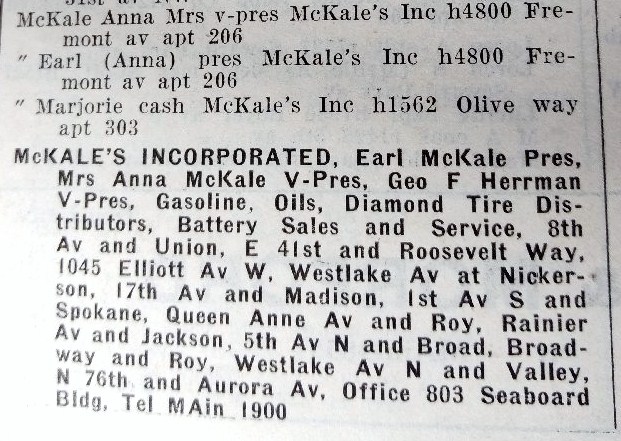 McKale Anna Mrs v-pres McKale's Inc h4800 Fre-
mont av apt 206
" Earl (Anna) pres McKale's Inc h4800 Fre-
mont av apt 206
" Marjorie cash McKale's Inc h1562 Olive way
apt 303
McKALE'S INCORPORATED, Earl McKale Pres,
Mrs Anna McKale V-Pres, Geo F Herrman
V-Pres, Gasoline, Oils, Diamond Tire Dis-
tributors, Battery Sales and Service, 8th
Av and Union, E 41st and Roosevelt Way,
1045 Elliott Av W, Westlake Av at Nicker-
son, 17th Av and Madison, 1st Av S and
Spokane, Queen Anne Av and Roy, Rainier
Av and Jackson, 5th Av N and Broad, Broad-
way and Roy, Westlake Av N and Valley,
N 76th and Aurora Av, Office 803 Seaboard
Bldg, Tel MAin 1900